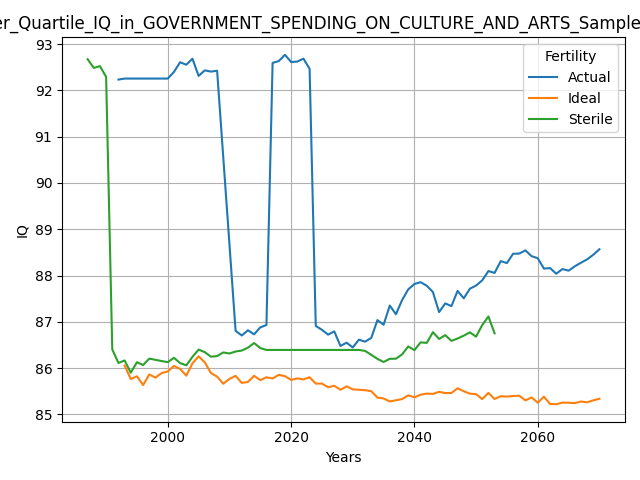 er_Quartile_IQ_in_GOVERNMENT_SPENDING_ON_CULTURE_AND_ARTS_Sample
93
92
91
90
89
88
87
86
85
IQ
Fertility
Actual
Ideal
Sterile
2000
2020
2040
2060
Years